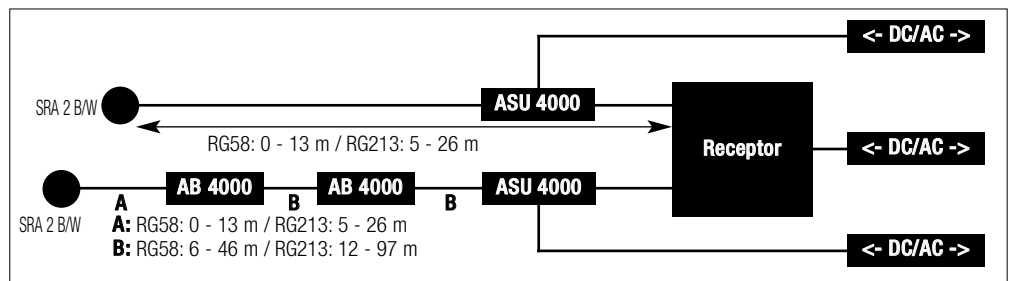 <- DC/AC ->
SRA 2 B/W
ASU 4000
RG58: 0 - 13 m / RG213: 5 - 26 m
Receptor
<- DC/AC ->
AB 4000
AB 4000
ASU 4000
A
B
B
SRA 2 B/W
A: RG58: 0 - 13 m / RG213: 5 - 26 m
B: RG58: 6 - 46 m / RG213: 12 - 97 m
<- DC/AC ->